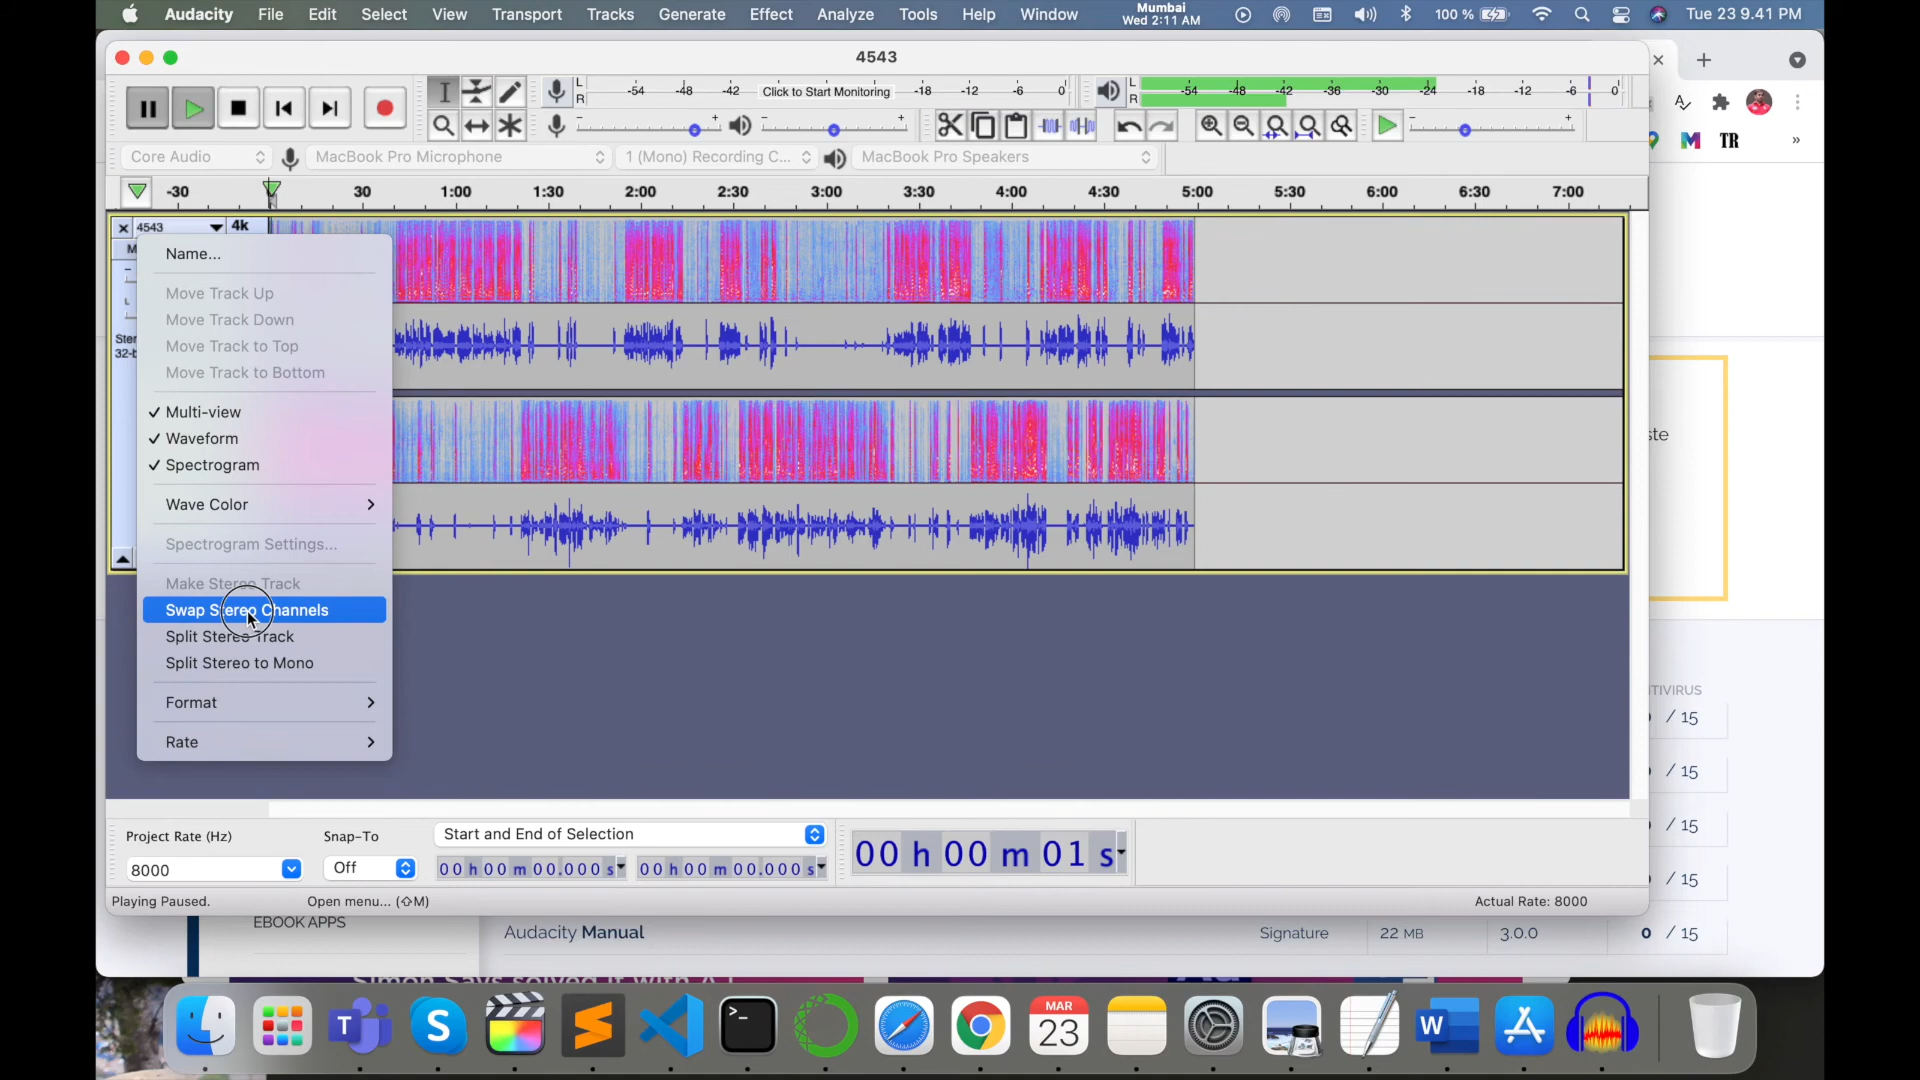 Audacity File Edit Select View Transport Tracks Generate Effect Analyze Tools Help Window Mumbai Wed 2:11 AM 100 % Tue 23 9.41 PM
4543
L R -54 -48 -42 Click to Start Monitoring -18 -12 -6 0 L R -54 -48 -42 -36 -30 -24 -18 -12 -6 0
- + - + - +
Core Audio MacBook Pro Microphone 1 (Mono) Recording C... MacBook Pro Speakers
M TR »
-30 30 1:00 1:30 2:00 2:30 3:00 3:30 4:00 4:30 5:00 5:30 6:00 6:30 7:00
4543 4k
M
Name...
Move Track Up
L
Move Track Down
Ster
Move Track to Top
32-b
Move Track to Bottom
✓ Multi-view
✓ Waveform
ste
✓ Spectrogram
Wave Color
Spectrogram Settings...
Make Stereo Track
Swap Stereo Channels
Split Stereo Track
Split Stereo to Mono
TIVIRUS
Format
/ 15
Rate
/ 15
/ 15
Project Rate (Hz) Snap-To Start and End of Selection
8000 Off 00 h 00 m 00.000 s 00 h 00 m 00.000 s 00 h 00 m 01 s
/ 15
Playing Paused. Open menu... (⇧M) Actual Rate: 8000
EBOOK APPS
Audacity Manual Signature 22 MB 3.0.0 0 / 15
Simon Says solved it with A.I.
T S >_ MAR 23 W